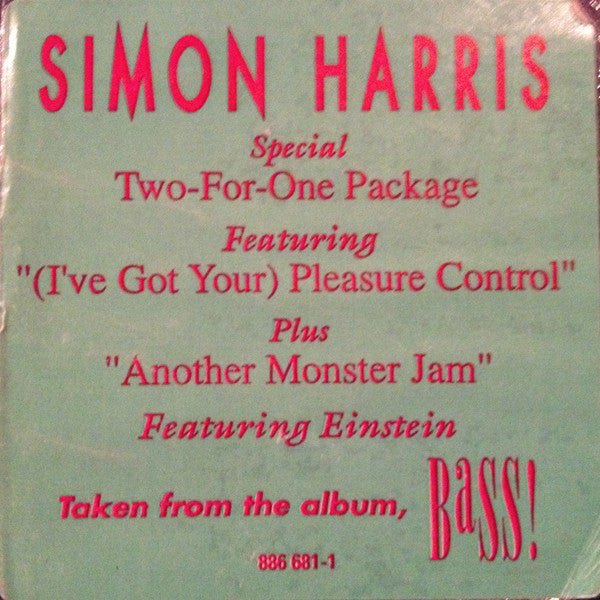 SIMON HARRIS
Special
Two-For-One Package
Featuring
"(I've Got Your) Pleasure Control"
Plus
"Another Monster Jam"
Featuring Einstein
Taken from the album, BaSS!
886 681-1